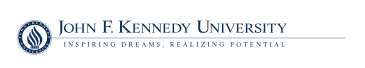 JOHN F. KENNEDY UNIVERSITY
INSPIRING DREAMS, REALIZING POTENTIAL